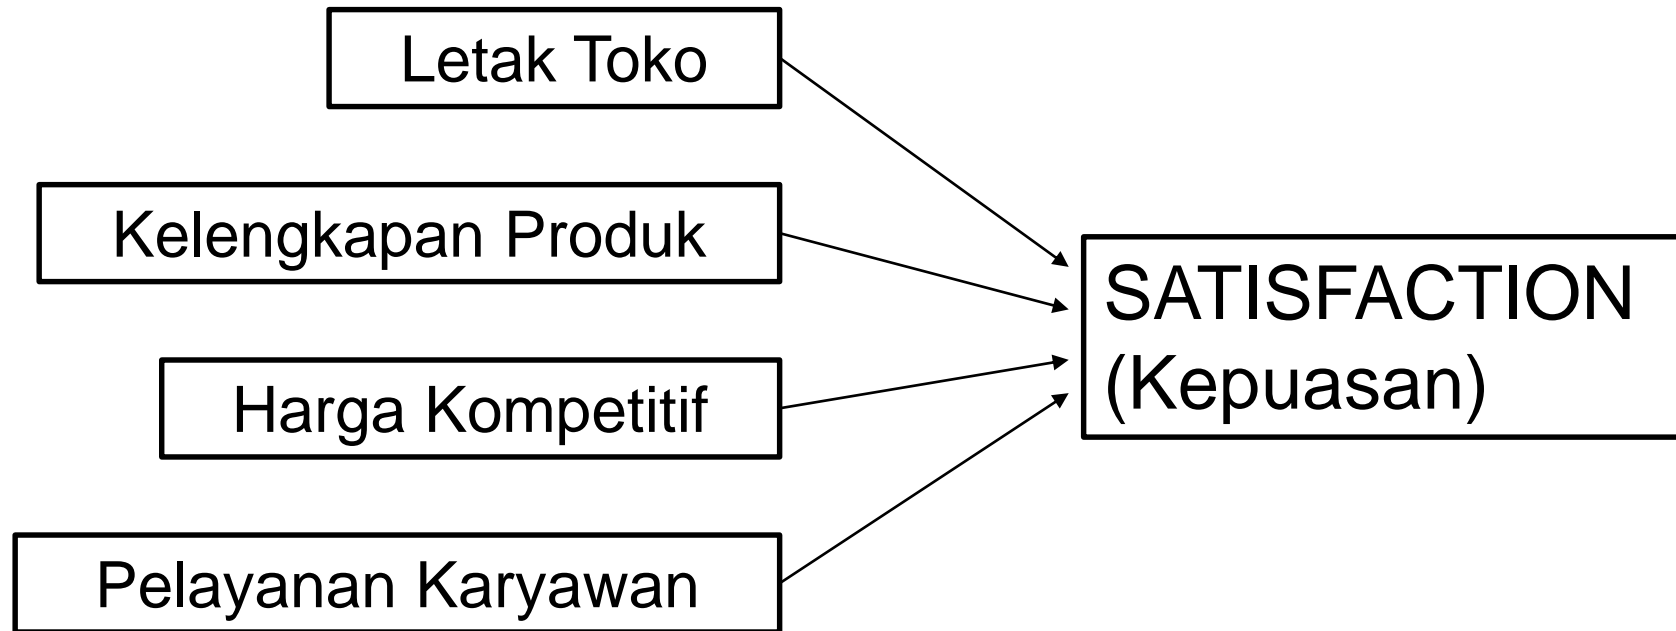 Letak Toko
Kelengkapan Produk
Harga Kompetitif
Pelayanan Karyawan
SATISFACTION
(Kepuasan)